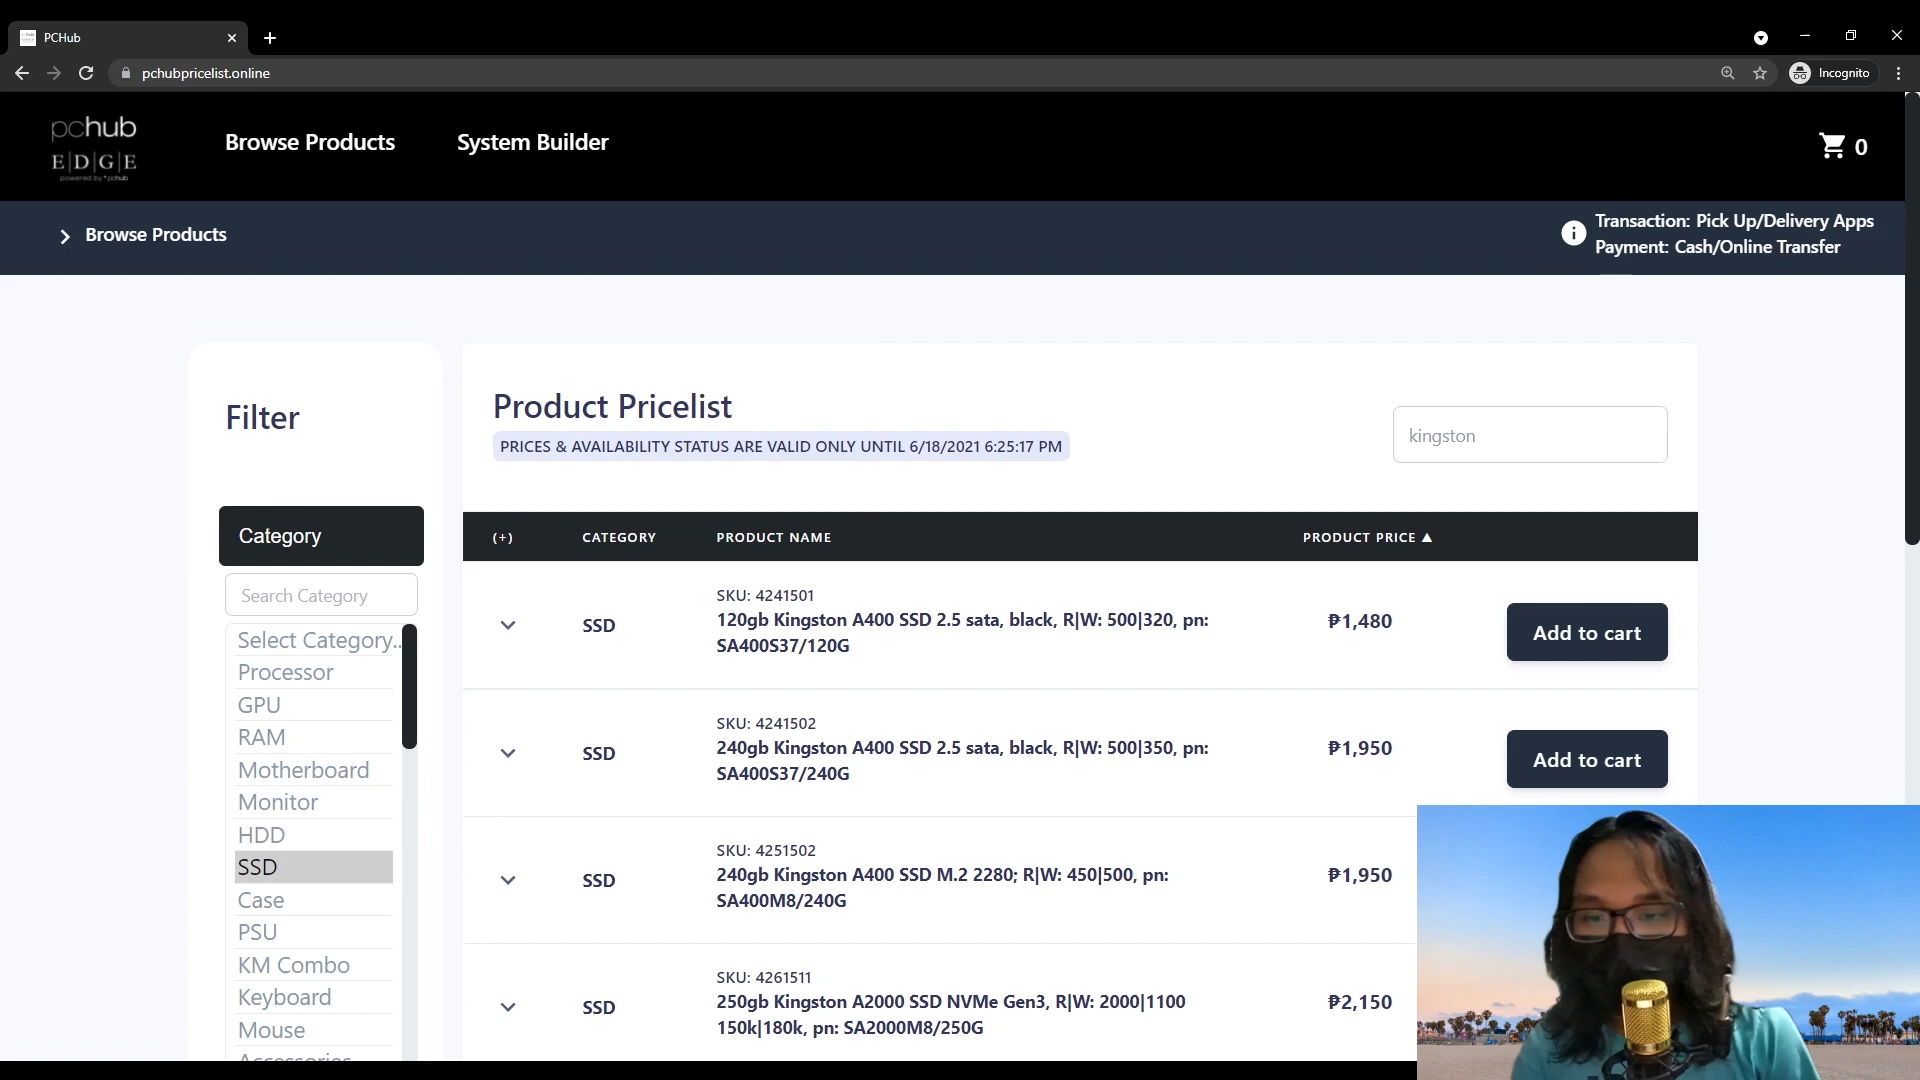 PCHub
pchubpricelist.online
Incognito
pchub
E|D|G|E
powered by pchub
Browse Products
System Builder
0
Browse Products
Transaction: Pick Up/Delivery Apps
Payment: Cash/Online Transfer
Filter
Category
Search Category
Select Category..
Processor
GPU
RAM
Motherboard
Monitor
HDD
SSD
Case
PSU
KM Combo
Keyboard
Mouse
Accessories
Product Pricelist
PRICES & AVAILABILITY STATUS ARE VALID ONLY UNTIL 6/18/2021 6:25:17 PM
kingston
(+)
CATEGORY
PRODUCT NAME
PRODUCT PRICE ▲
SSD
SKU: 4241501
120gb Kingston A400 SSD 2.5 sata, black, R|W: 500|320, pn:
SA400S37/120G
₱1,480
Add to cart
SSD
SKU: 4241502
240gb Kingston A400 SSD 2.5 sata, black, R|W: 500|350, pn:
SA400S37/240G
₱1,950
Add to cart
SSD
SKU: 4251502
240gb Kingston A400 SSD M.2 2280; R|W: 450|500, pn:
SA400M8/240G
₱1,950
SSD
SKU: 4261511
250gb Kingston A2000 SSD NVMe Gen3, R|W: 2000|1100
150k|180k, pn: SA2000M8/250G
₱2,150